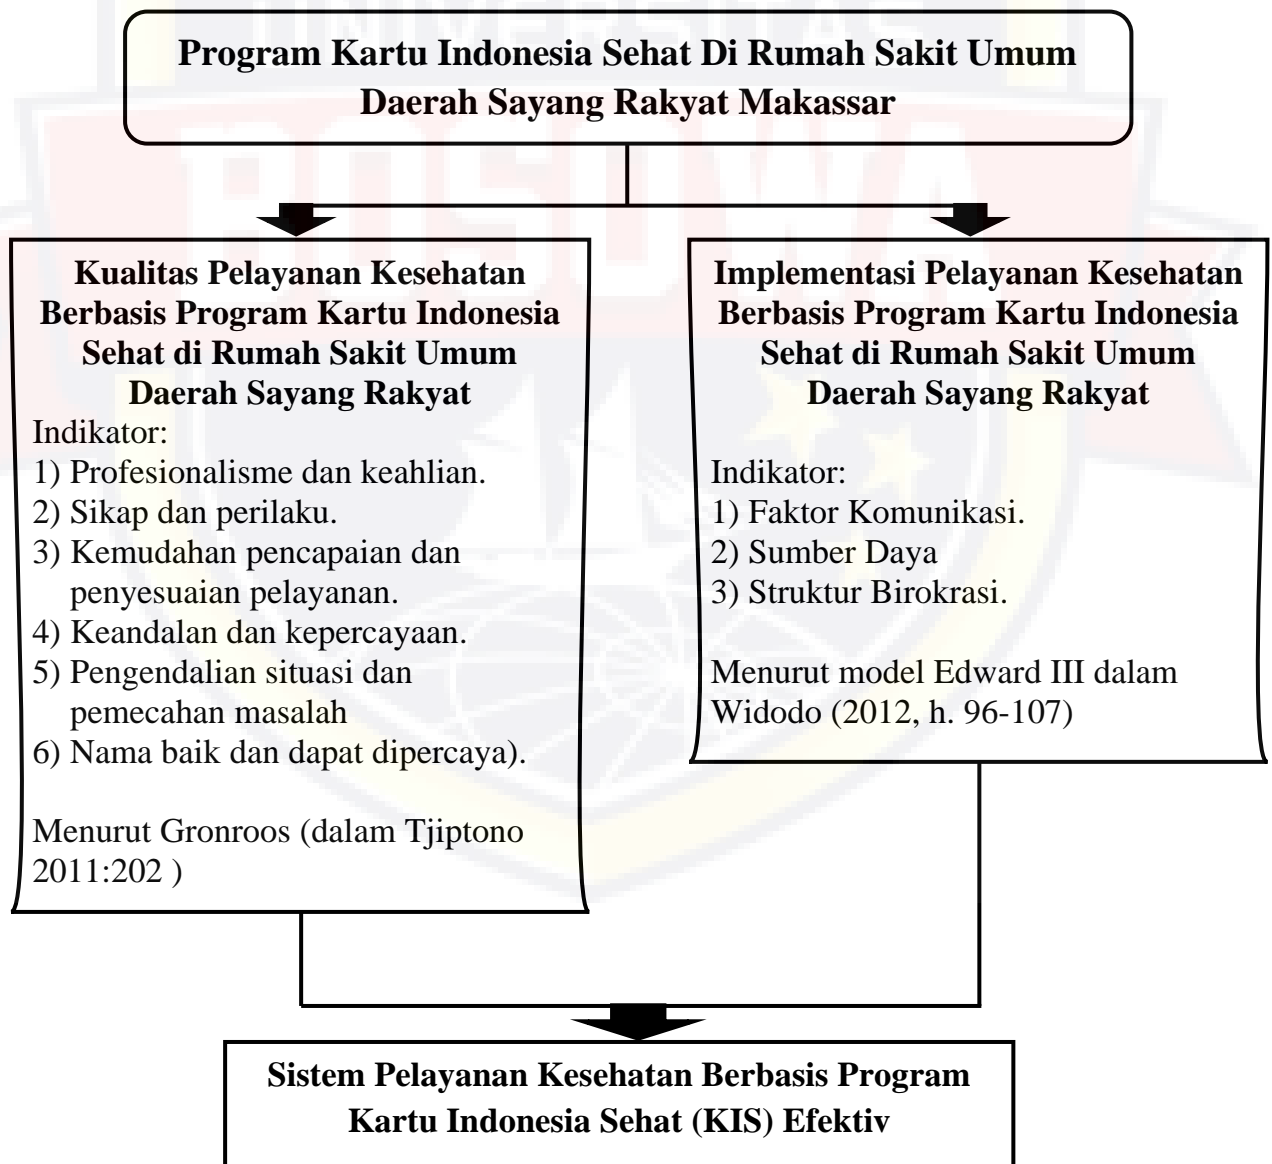 UNIVERSITAS
BOSOWA
Program Kartu Indonesia Sehat Di Rumah Sakit Umum
Daerah Sayang Rakyat Makassar
Kualitas Pelayanan Kesehatan
Berbasis Program Kartu Indonesia
Sehat di Rumah Sakit Umum
Daerah Sayang Rakyat
Indikator:
1) Profesionalisme dan keahlian.
2) Sikap dan perilaku.
3) Kemudahan pencapaian dan
penyesuaian pelayanan.
4) Keandalan dan kepercayaan.
5) Pengendalian situasi dan
pemecahan masalah
6) Nama baik dan dapat dipercaya).
Menurut Gronroos (dalam Tjiptono
2011:202 )
Implementasi Pelayanan Kesehatan
Berbasis Program Kartu Indonesia
Sehat di Rumah Sakit Umum
Daerah Sayang Rakyat
Indikator:
1) Faktor Komunikasi.
2) Sumber Daya
3) Struktur Birokrasi.
Menurut model Edward III dalam
Widodo (2012, h. 96-107)
Sistem Pelayanan Kesehatan Berbasis Program
Kartu Indonesia Sehat (KIS) Efektiv